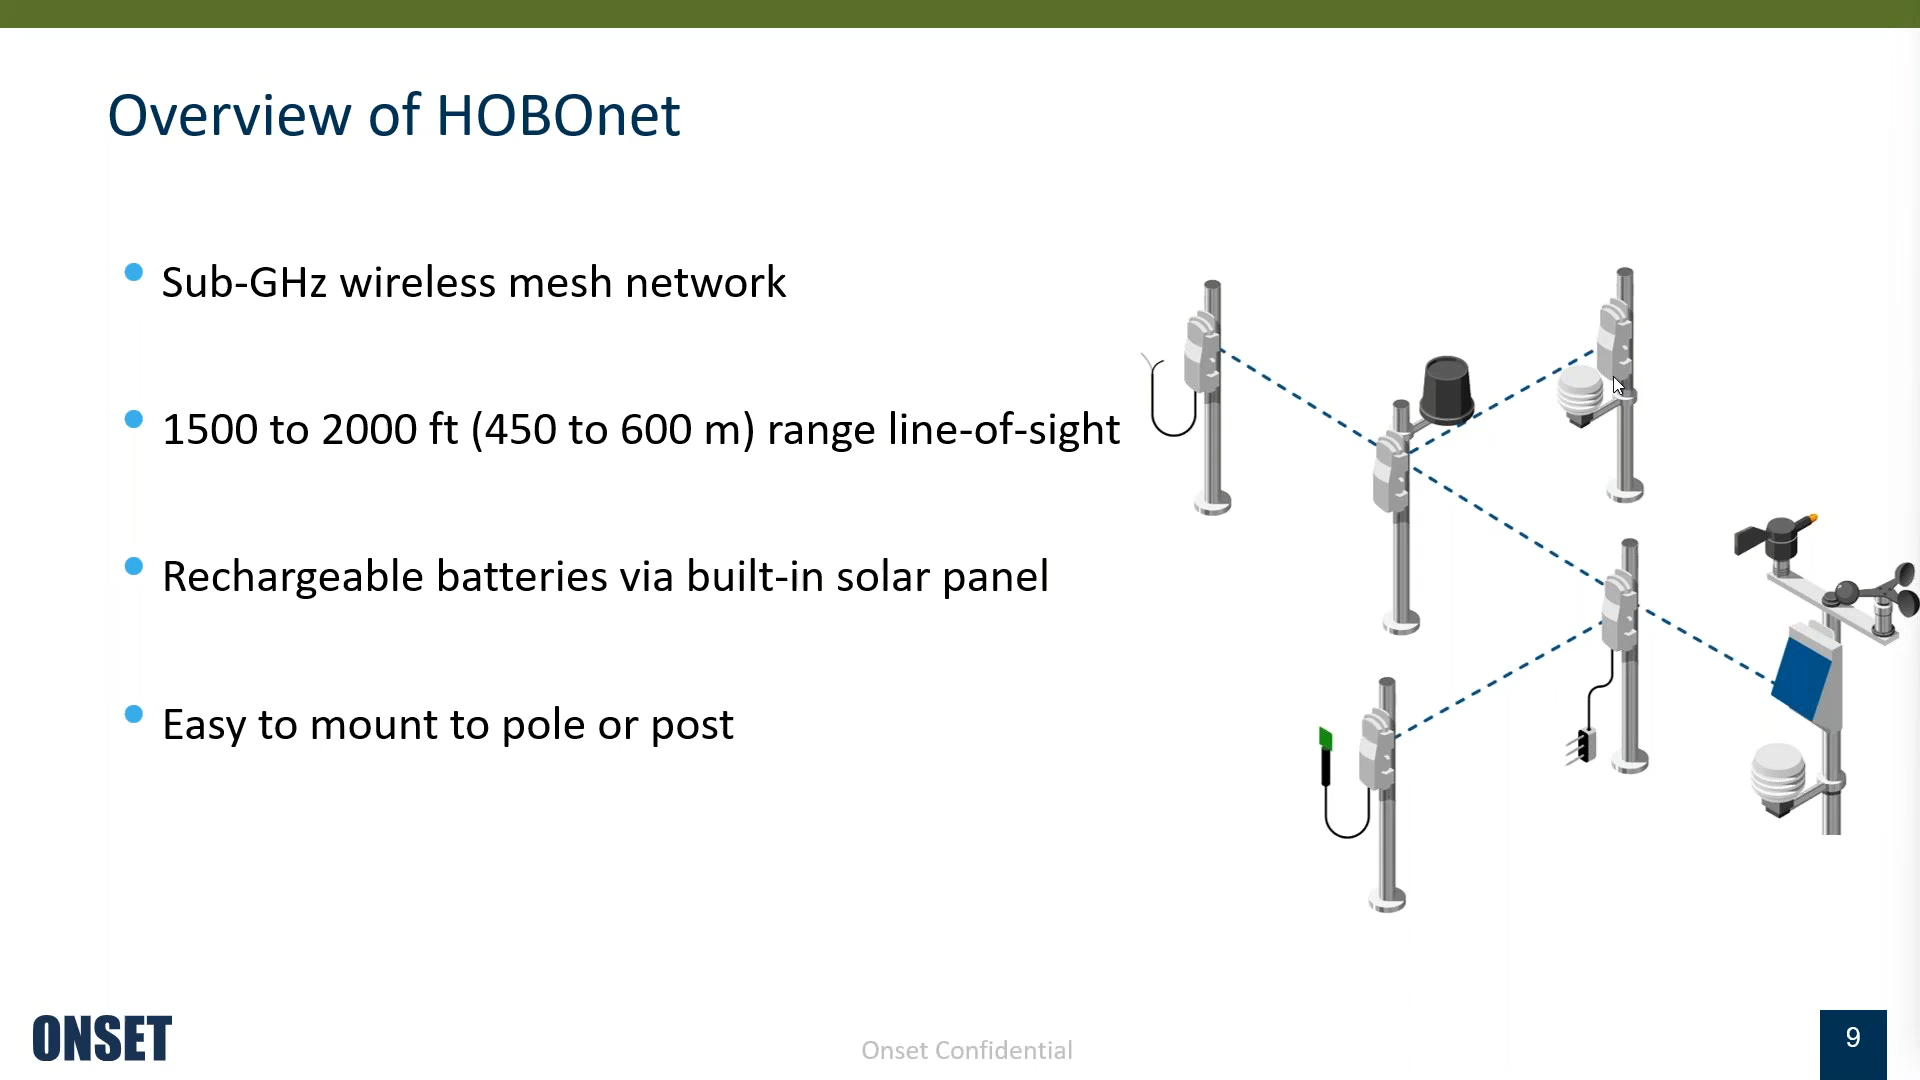 Overview of HOBOnet
Sub-GHz wireless mesh network
1500 to 2000 ft (450 to 600 m) range line-of-sight
Rechargeable batteries via built-in solar panel
Easy to mount to pole or post
ONSET
Onset Confidential
9